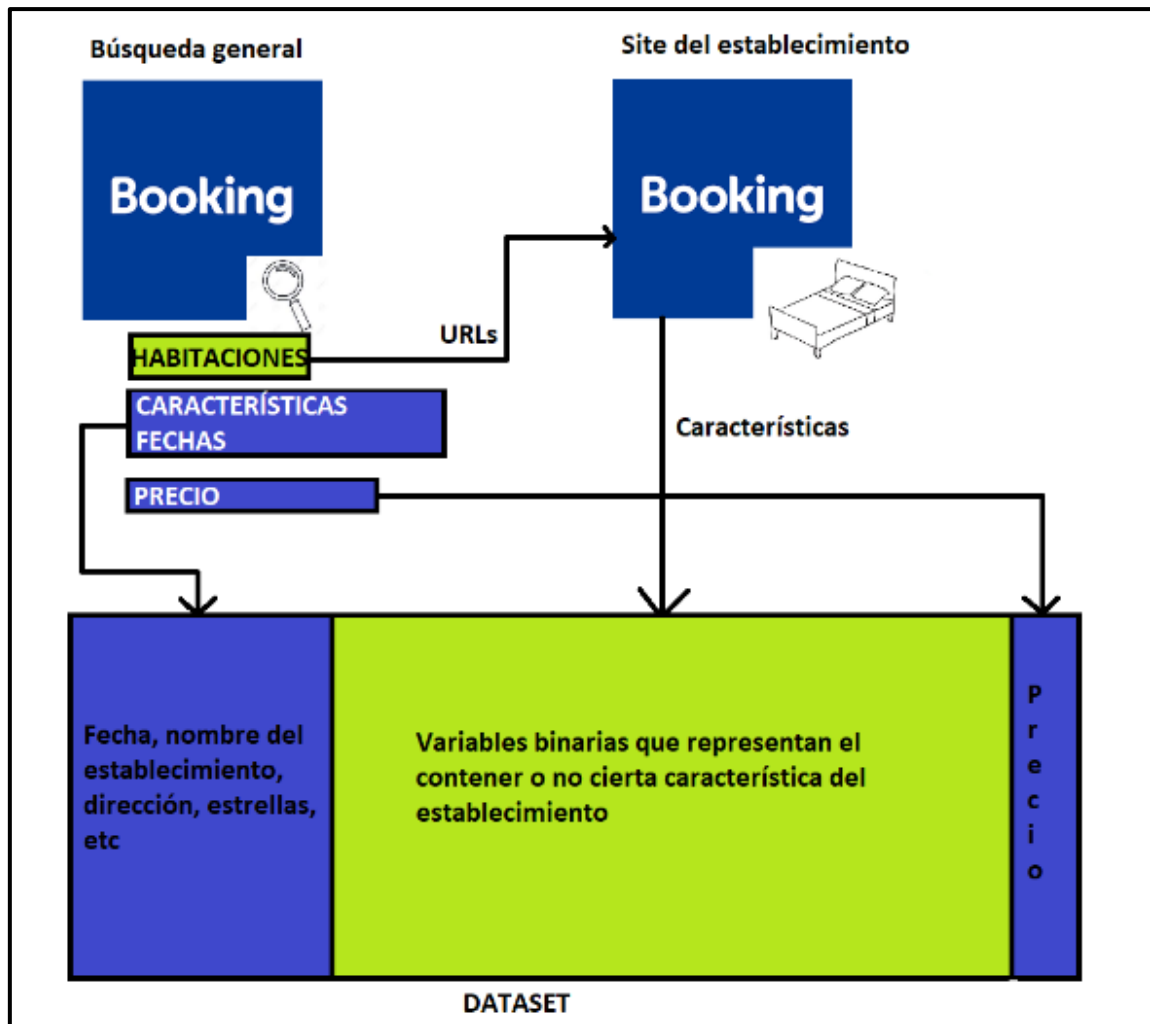 Búsqueda general
Site del establecimiento
Booking
Booking
HABITACIONES
URLs
CARACTERÍSTICAS
FECHAS
Características
PRECIO
Fecha, nombre del
establecimiento,
dirección, estrellas,
etc
Variables binarias que representan el
contener o no cierta característica del
establecimiento
P
r
e
c
i
o
DATASET